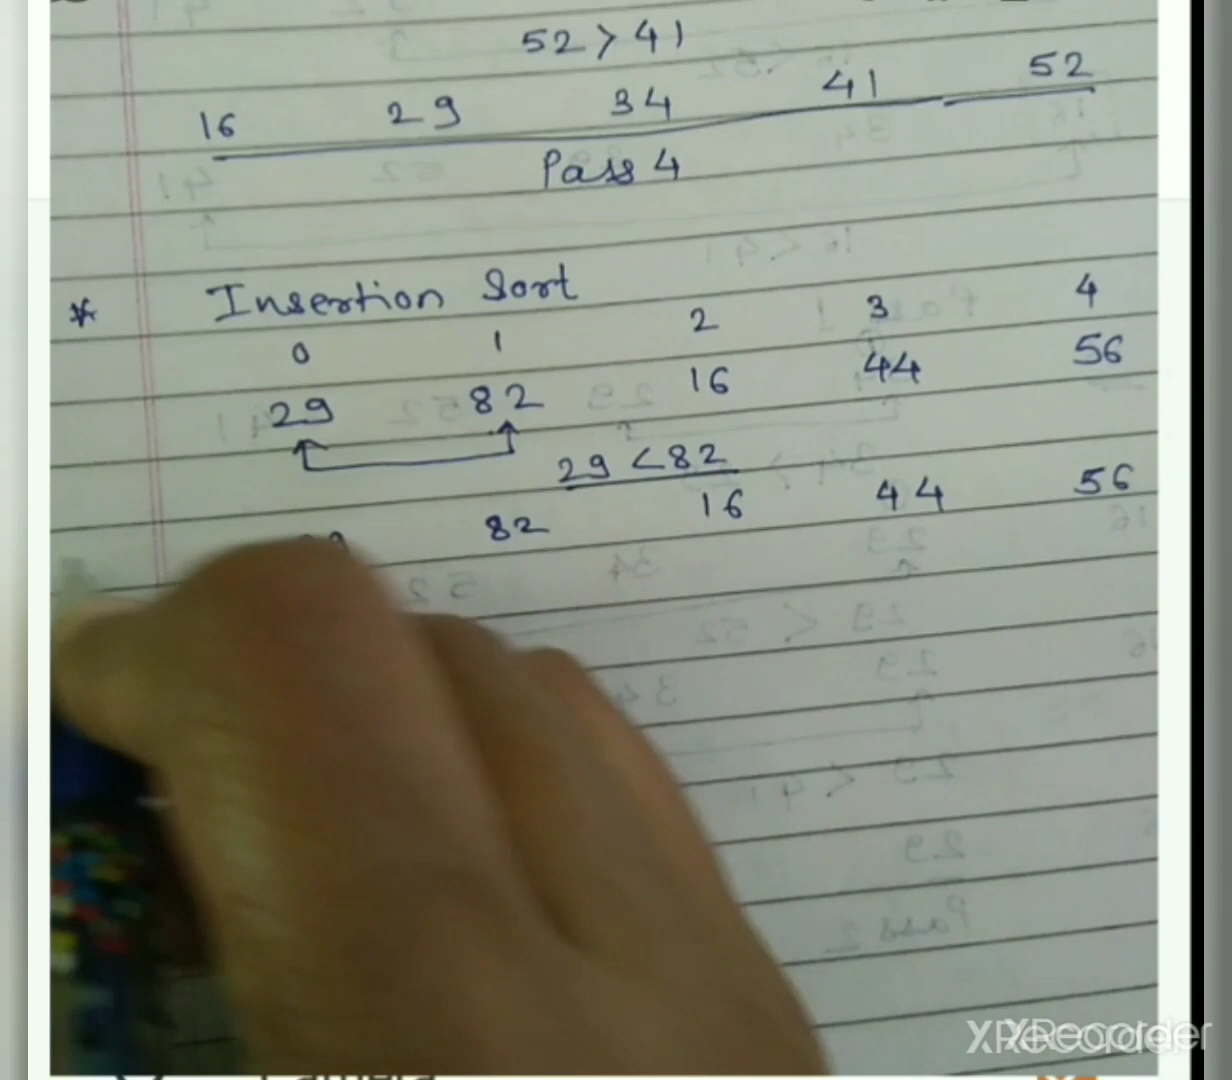 52 > 41
16 29 34 41 52
Pass 4
* Insertion Sort
0 1 2 3 4
29 82 16 44 56
29 < 82
82 16 44 56
XRecorder